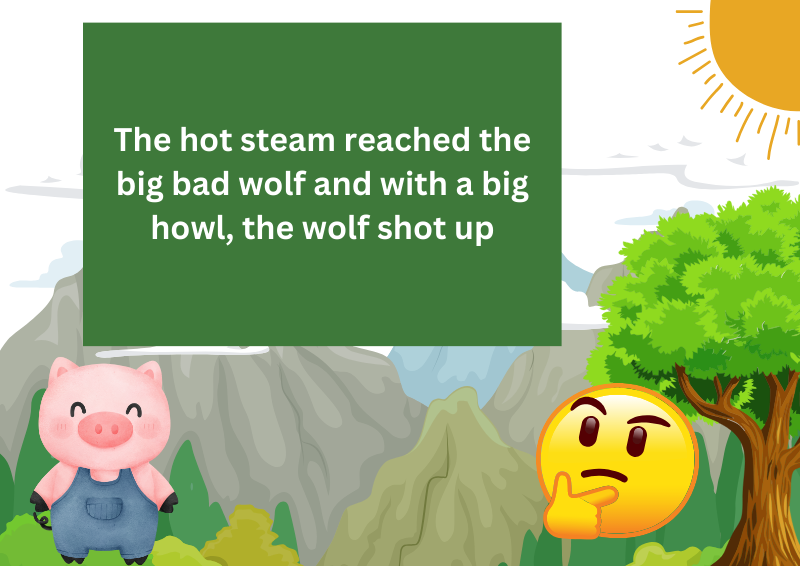 The hot steam reached the
big bad wolf and with a big
howl, the wolf shot up